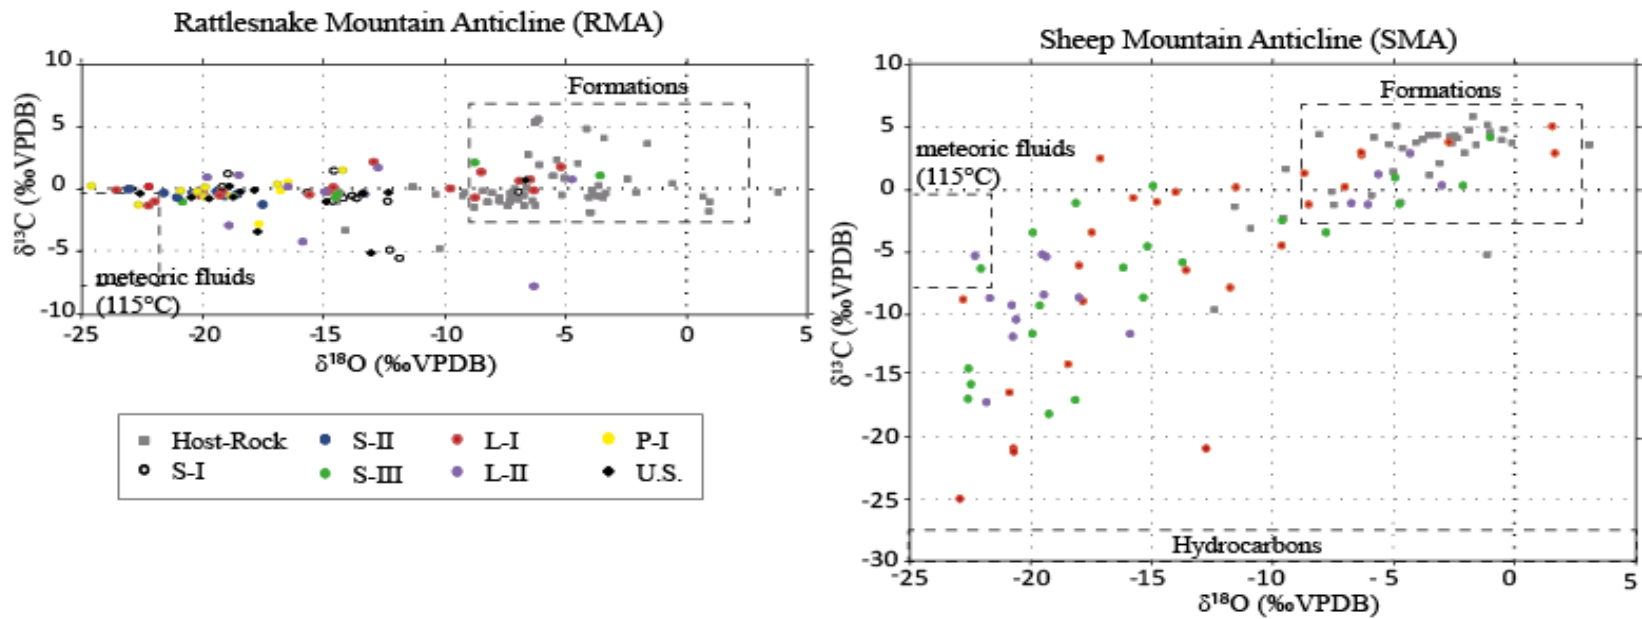 Rattlesnake Mountain Anticline (RMA)
10
5
0
-5
-10
δ¹³C (‰VPDB)
Formations
meteoric fluids
(115°C)
-25
-20
-15
-10
-5
0
5
δ¹⁸O (‰VPDB)
Host-Rock
S-II
L-I
P-I
S-I
S-III
L-II
U.S.
Sheep Mountain Anticline (SMA)
10
5
0
-5
-10
-15
-20
-25
-30
δ¹³C (‰VPDB)
Formations
meteoric fluids
(115°C)
Hydrocarbons
-25
-20
-15
-10
-5
0
5
δ¹⁸O (‰VPDB)